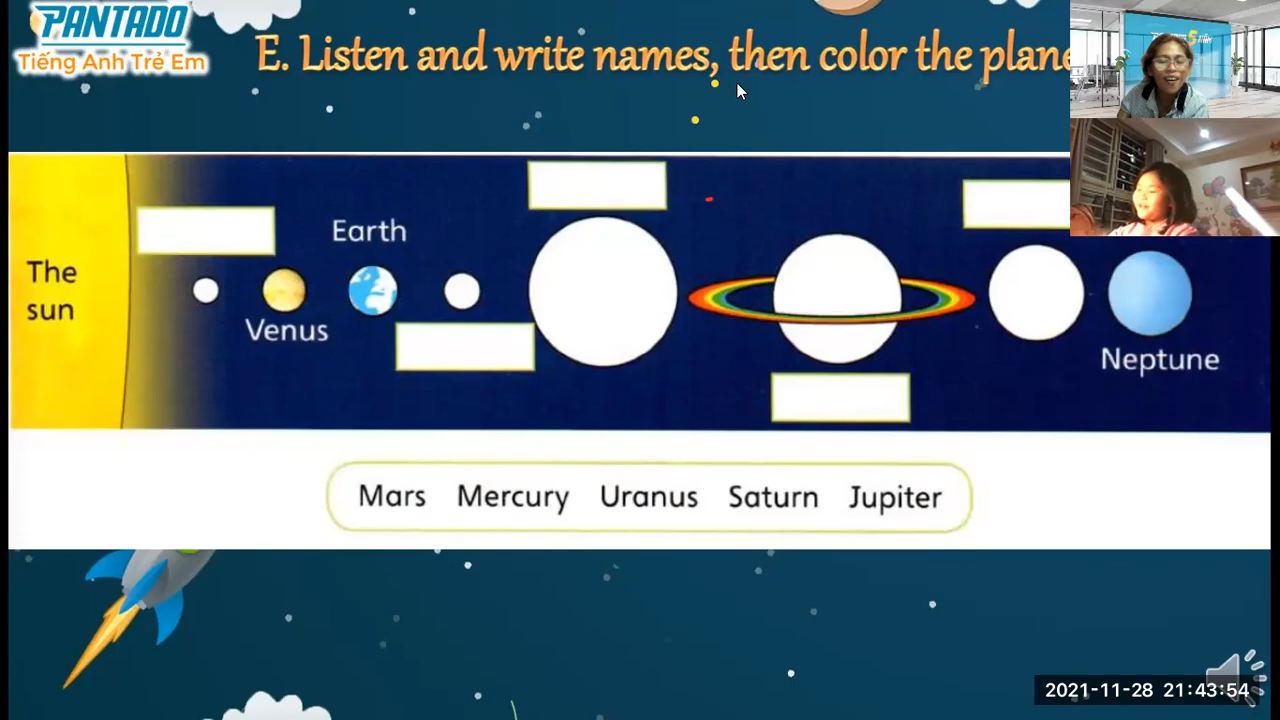 PANTADO
Tiếng Anh Trẻ Em
E. Listen and write names, then color the plane
Earth
The
sun
Venus
Neptune
Mars Mercury Uranus Saturn Jupiter
2021-11-28 21:43:54